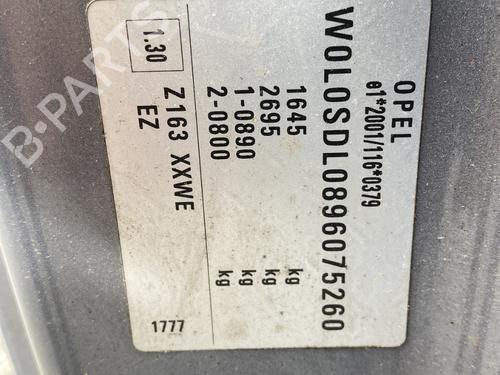 OPEL
e1*2001/116*0379
W0L0SDL0896075260
1645 kg
2695 kg
1-0890 kg
2-0800 kg
1.30 Z163 XXWE
EZ
1777
B-PARTS